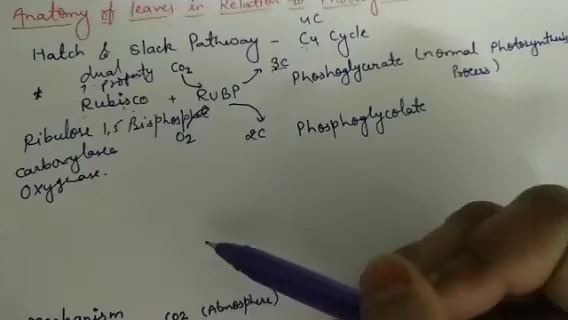 Anatomy of leaves in Relation to
4C
Hatch & Slack Pathway - C4 Cycle
dual property CO2 3C Phoshoglycerate (normal Photosynthesis Process)
* Rubisco + RUBP
Ribulose 1,5 Bisphosphate O2 2C Phosphoglycolate
carboxylase
Oxygenase.
mechanism CO2 (Atmosphere)